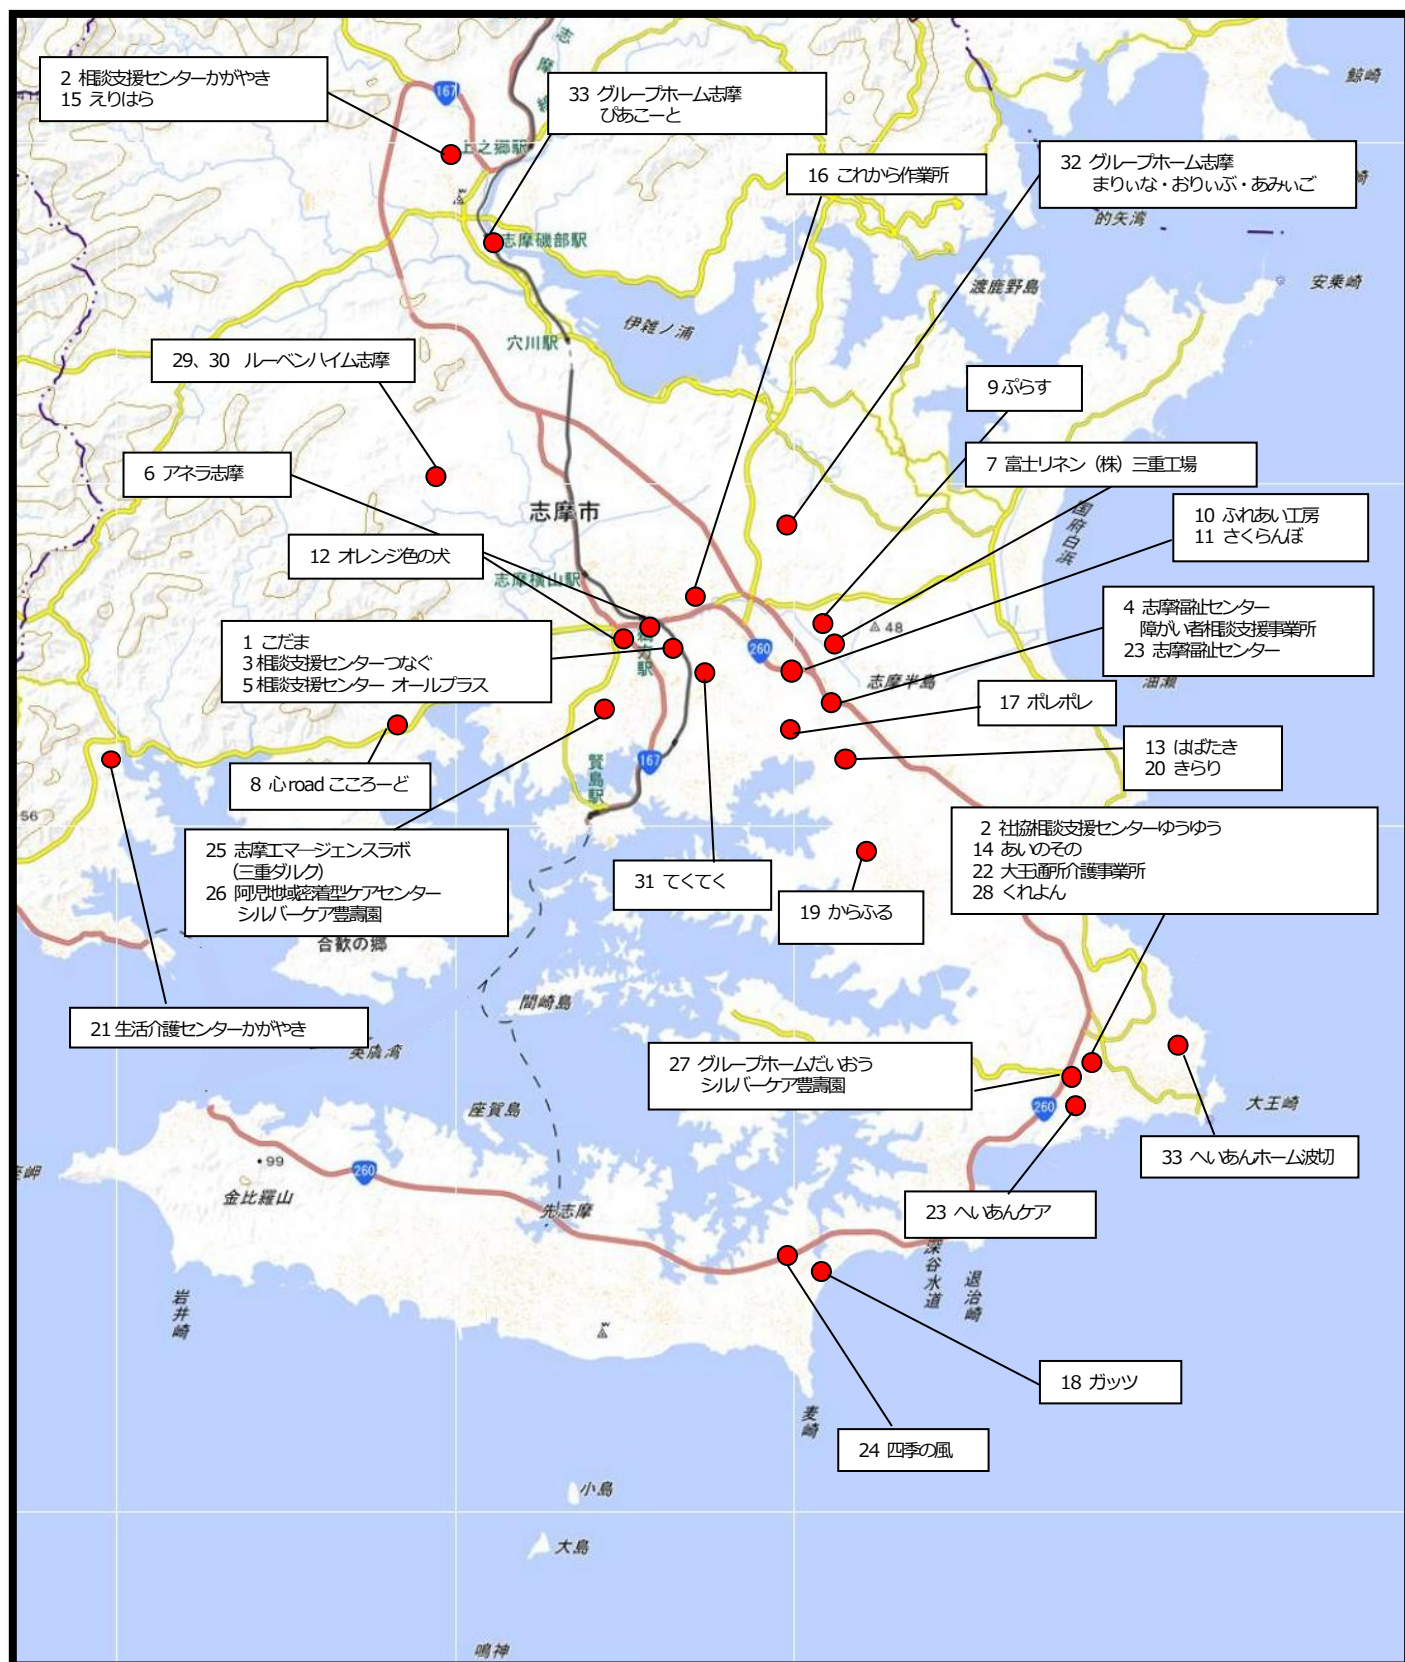 2 相談支援センターかがやき
15 えりはら
33 グループホーム志摩
ぴあこーと
167
上之郷駅
志摩磯部駅
16 これから作業所
32 グループホーム志摩
まりぃな・おりぃぶ・あみぃご
鯨崎
的矢湾
渡鹿野島
安乗崎
伊雑ノ浦
穴川駅
29、30 ルーベンハイム志摩
9 ぷらす
7 富士リネン（株）三重工場
6 アネラ志摩
志摩市
国府白浜
10 ふれあい工房
11 さくらんぼ
12 オレンジ色の犬
志摩横山駅
4 志摩福祉センター
障がい者相談支援事業所
23 志摩福祉センター
48
260
1 こだま
3 相談支援センターつなぐ
5 相談支援センター オールプラス
志摩半島
17 ポレポレ
13 はばたき
20 きらり
8 心road こころーど
賢島駅
167
56
25 志摩エマージェンスラボ
（三重ダルク）
26 阿児地域密着型ケアセンター
シルバーケア豊壽園
31 てくてく
19 からふる
2 社協相談支援センターゆうゆう
14 あいのその
22 大王通所介護事業所
28 くれよん
合歓の郷
間崎島
21 生活介護センターかがやき
英虞湾
27 グループホームだいおう
シルバーケア豊壽園
座賀島
260
大王崎
33 へいあんホーム波切
99
260
金比羅山
先志摩
23 へいあんケア
深谷水道
退治崎
岩井崎
18 ガッツ
麦崎
24 四季の風
小島
大島
鳴神